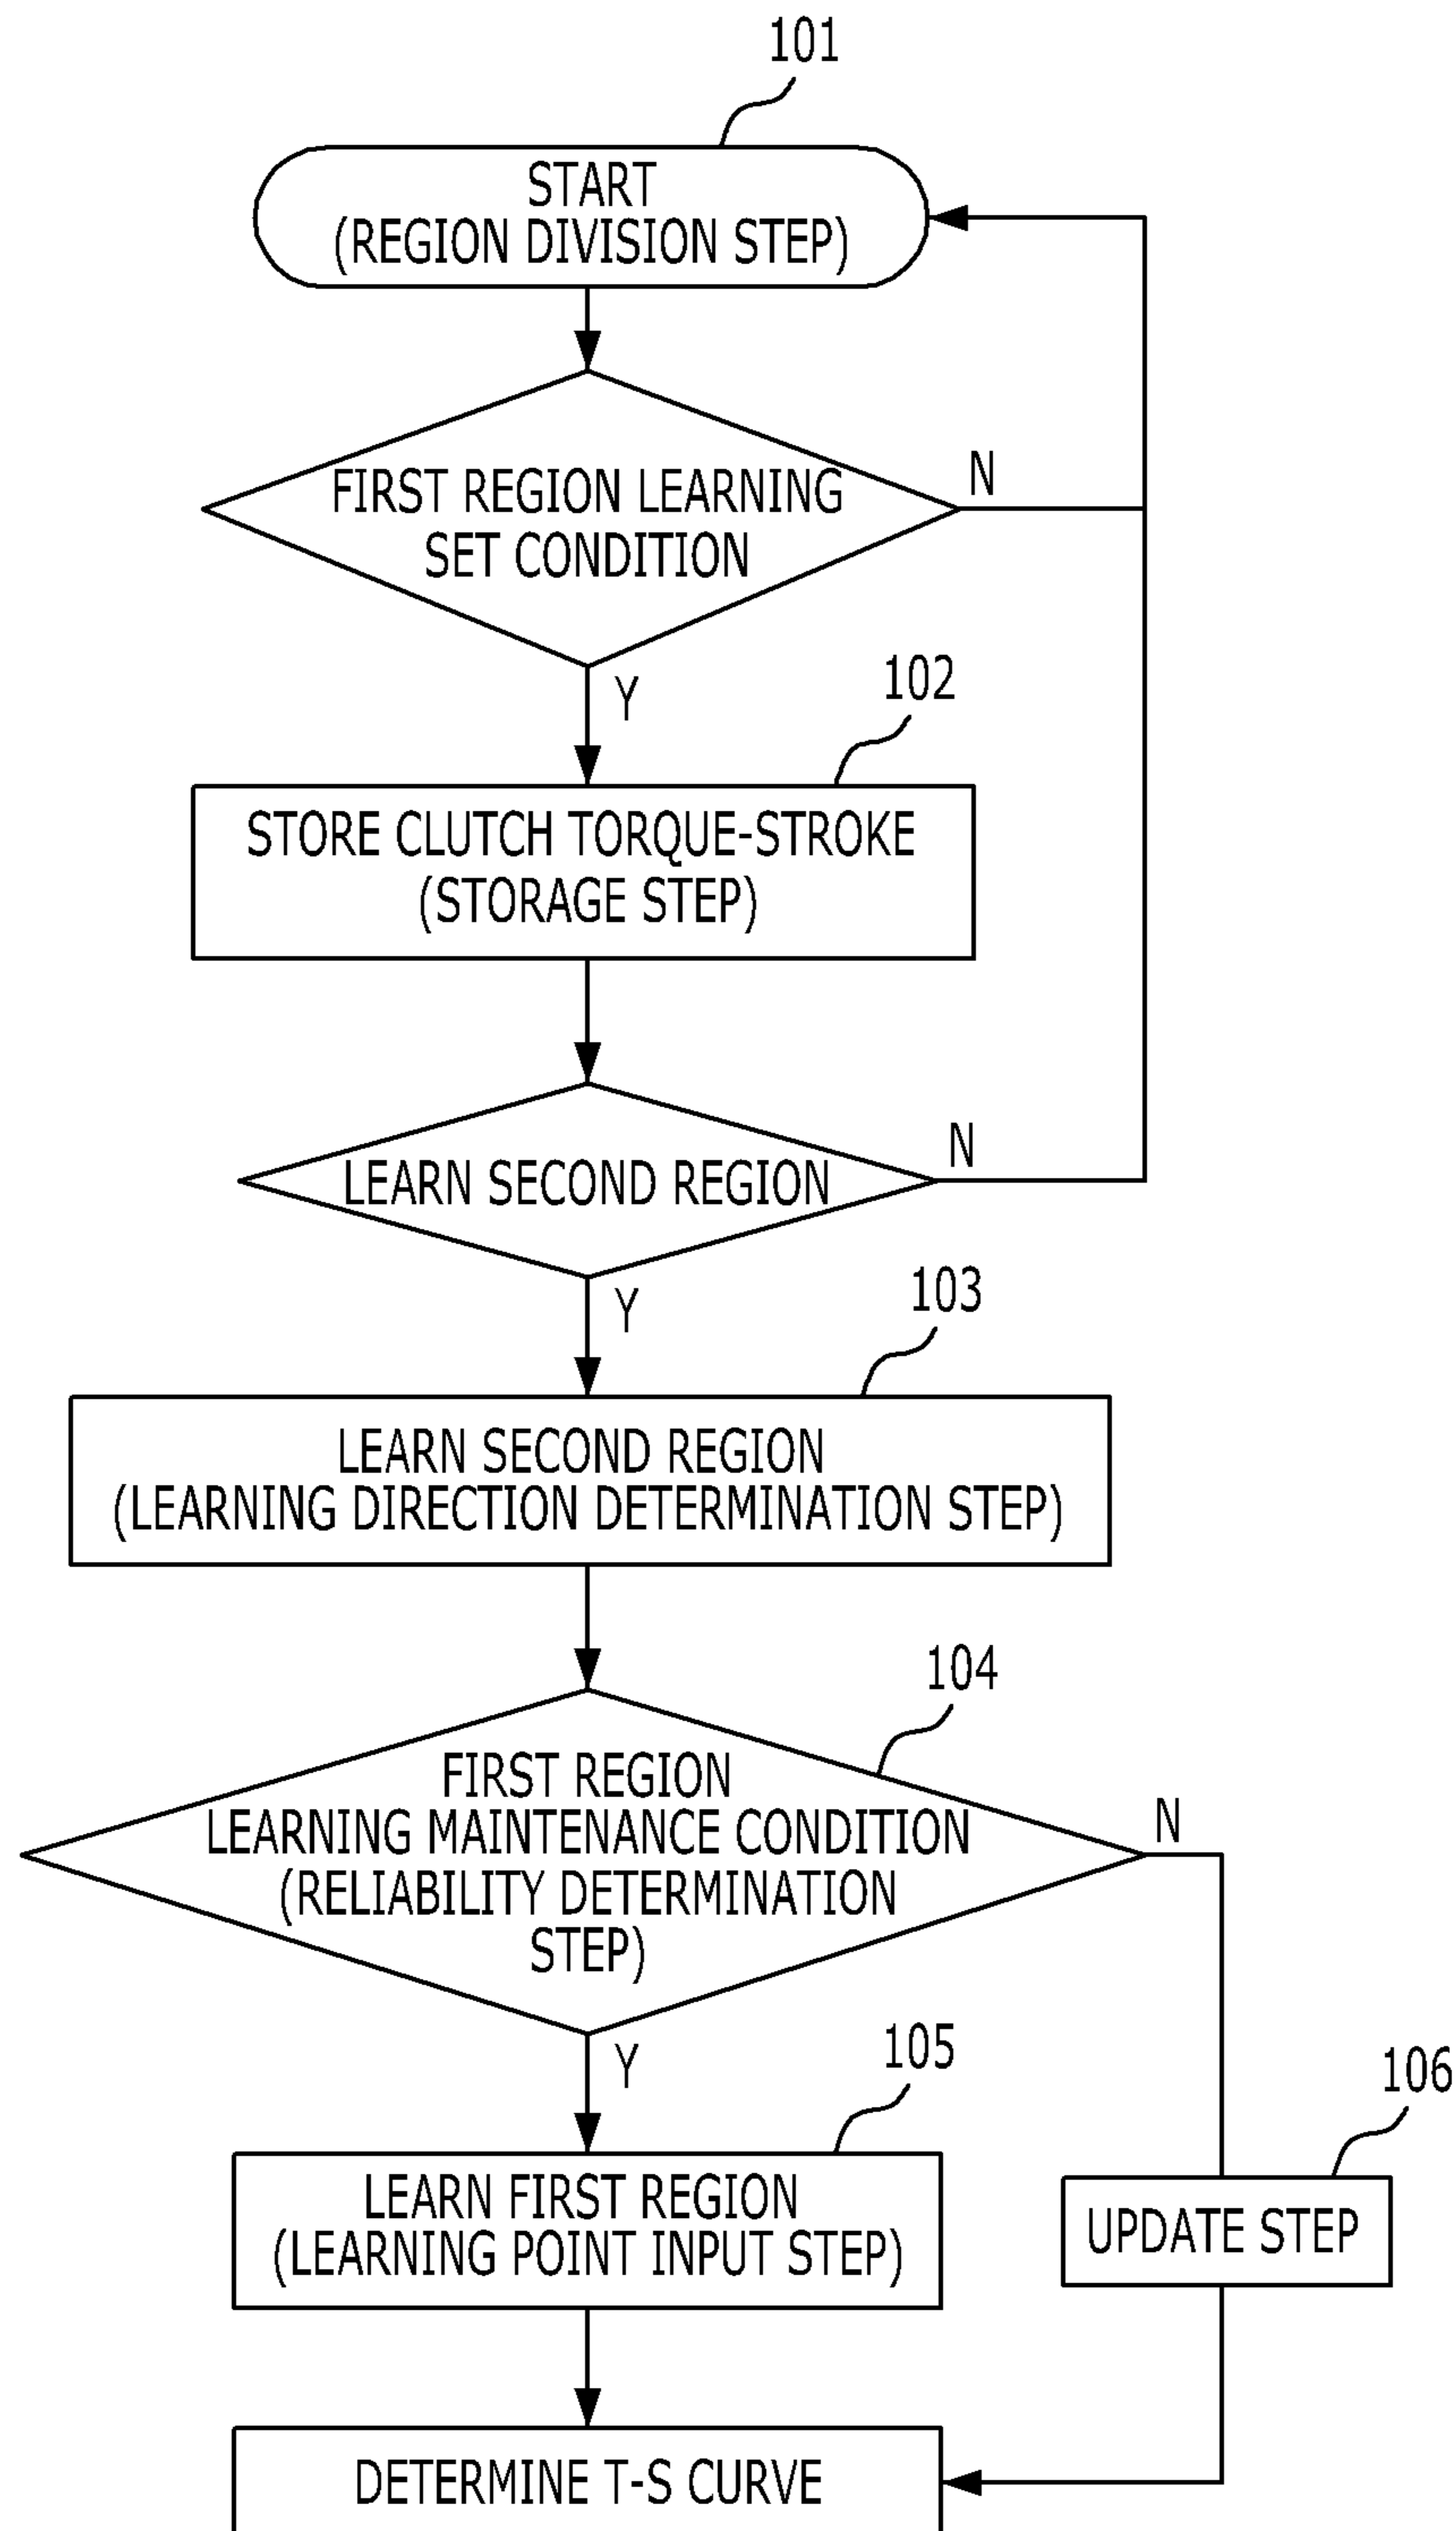 101
START
(REGION DIVISION STEP)
FIRST REGION LEARNING
SET CONDITION
N
Y
102
STORE CLUTCH TORQUE-STROKE
(STORAGE STEP)
LEARN SECOND REGION
N
Y
103
LEARN SECOND REGION
(LEARNING DIRECTION DETERMINATION STEP)
104
FIRST REGION
LEARNING MAINTENANCE CONDITION
(RELIABILITY DETERMINATION
STEP)
N
Y
105
LEARN FIRST REGION
(LEARNING POINT INPUT STEP)
106
UPDATE STEP
DETERMINE T-S CURVE